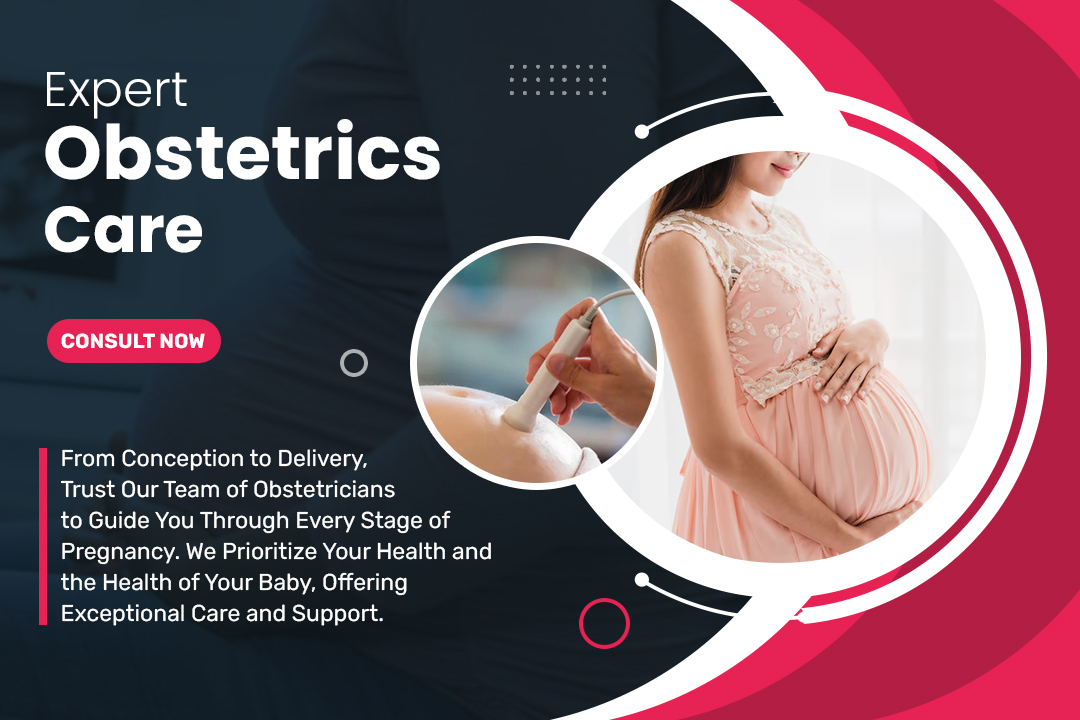 Expert
Obstetrics
Care
CONSULT NOW
From Conception to Delivery,
Trust Our Team of Obstetricians
to Guide You Through Every Stage of
Pregnancy. We Prioritize Your Health and
the Health of Your Baby, Offering
Exceptional Care and Support.